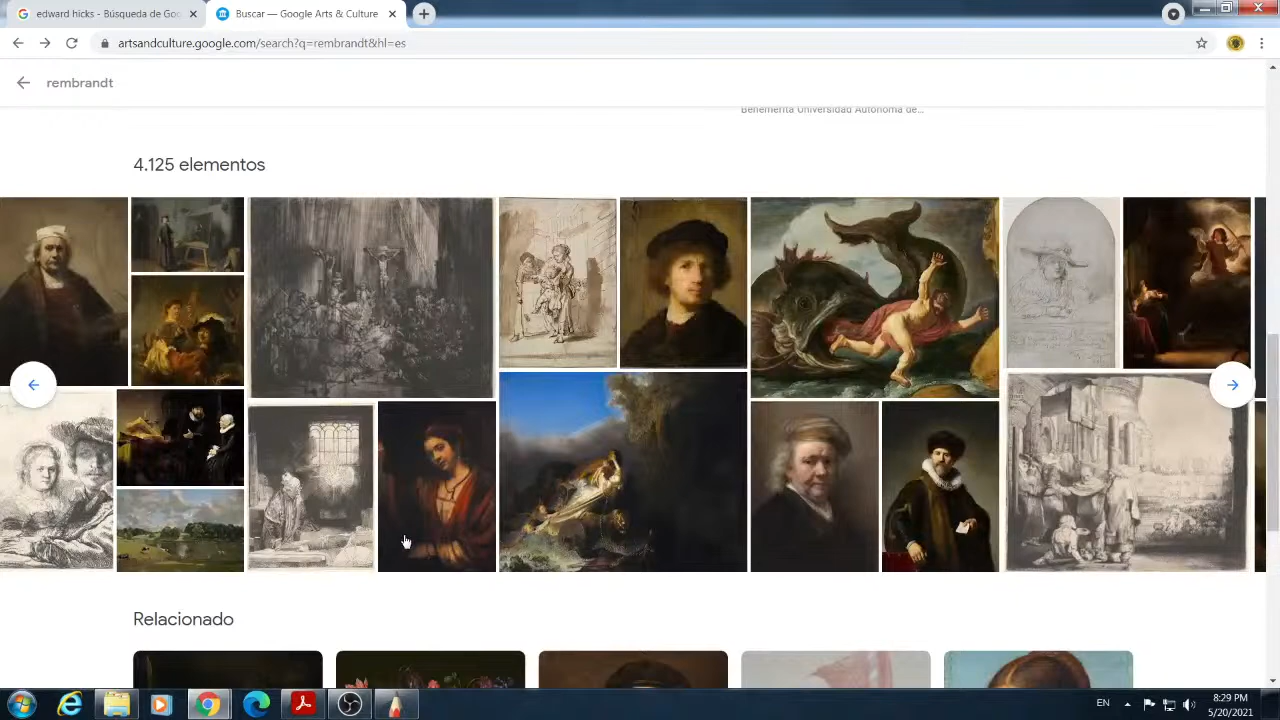 edward hicks - Búsqueda de Goo
Buscar — Google Arts & Culture
artsandculture.google.com/search?q=rembrandt&hl=es
rembrandt
Benemérita Universidad Autónoma de...
4.125 elementos
Relacionado
EN
8:29 PM
5/20/2021